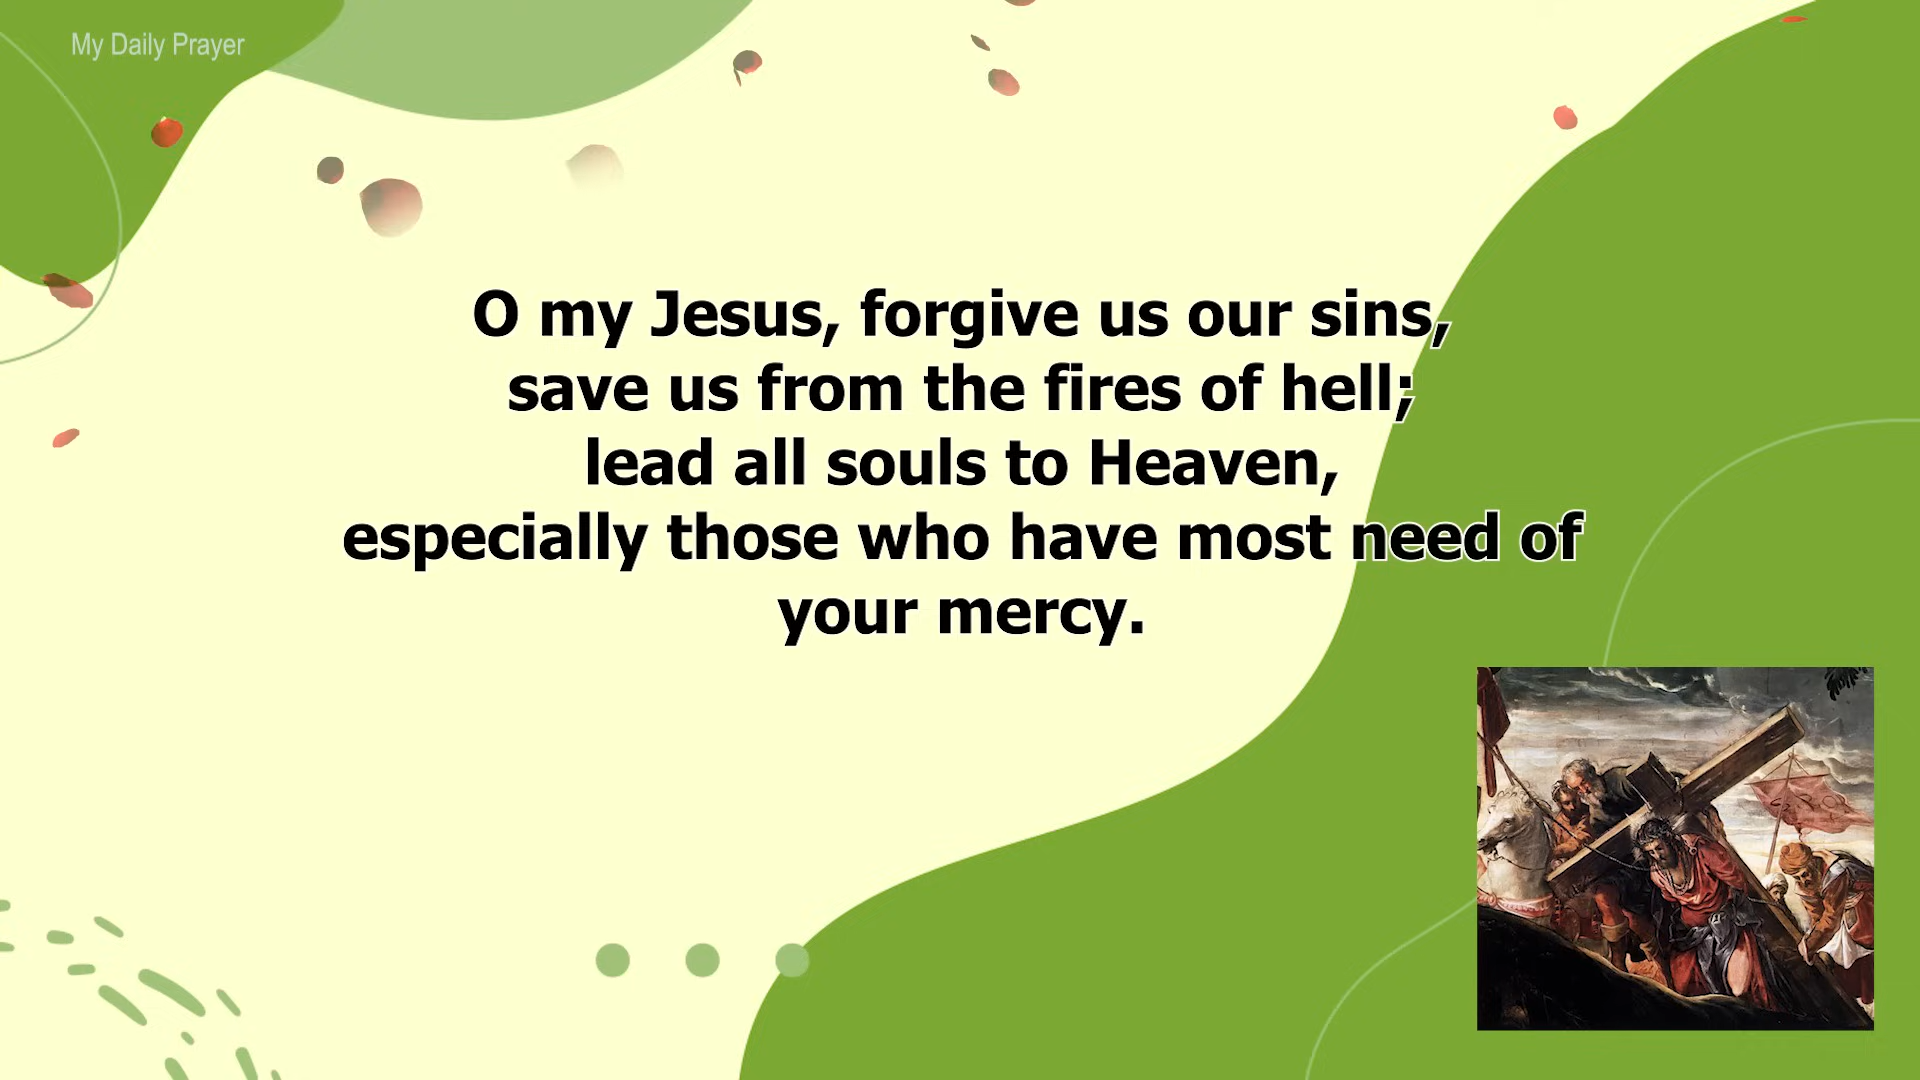 My Daily Prayer
O my Jesus, forgive us our sins,
save us from the fires of hell;
lead all souls to Heaven,
especially those who have most need of
your mercy.